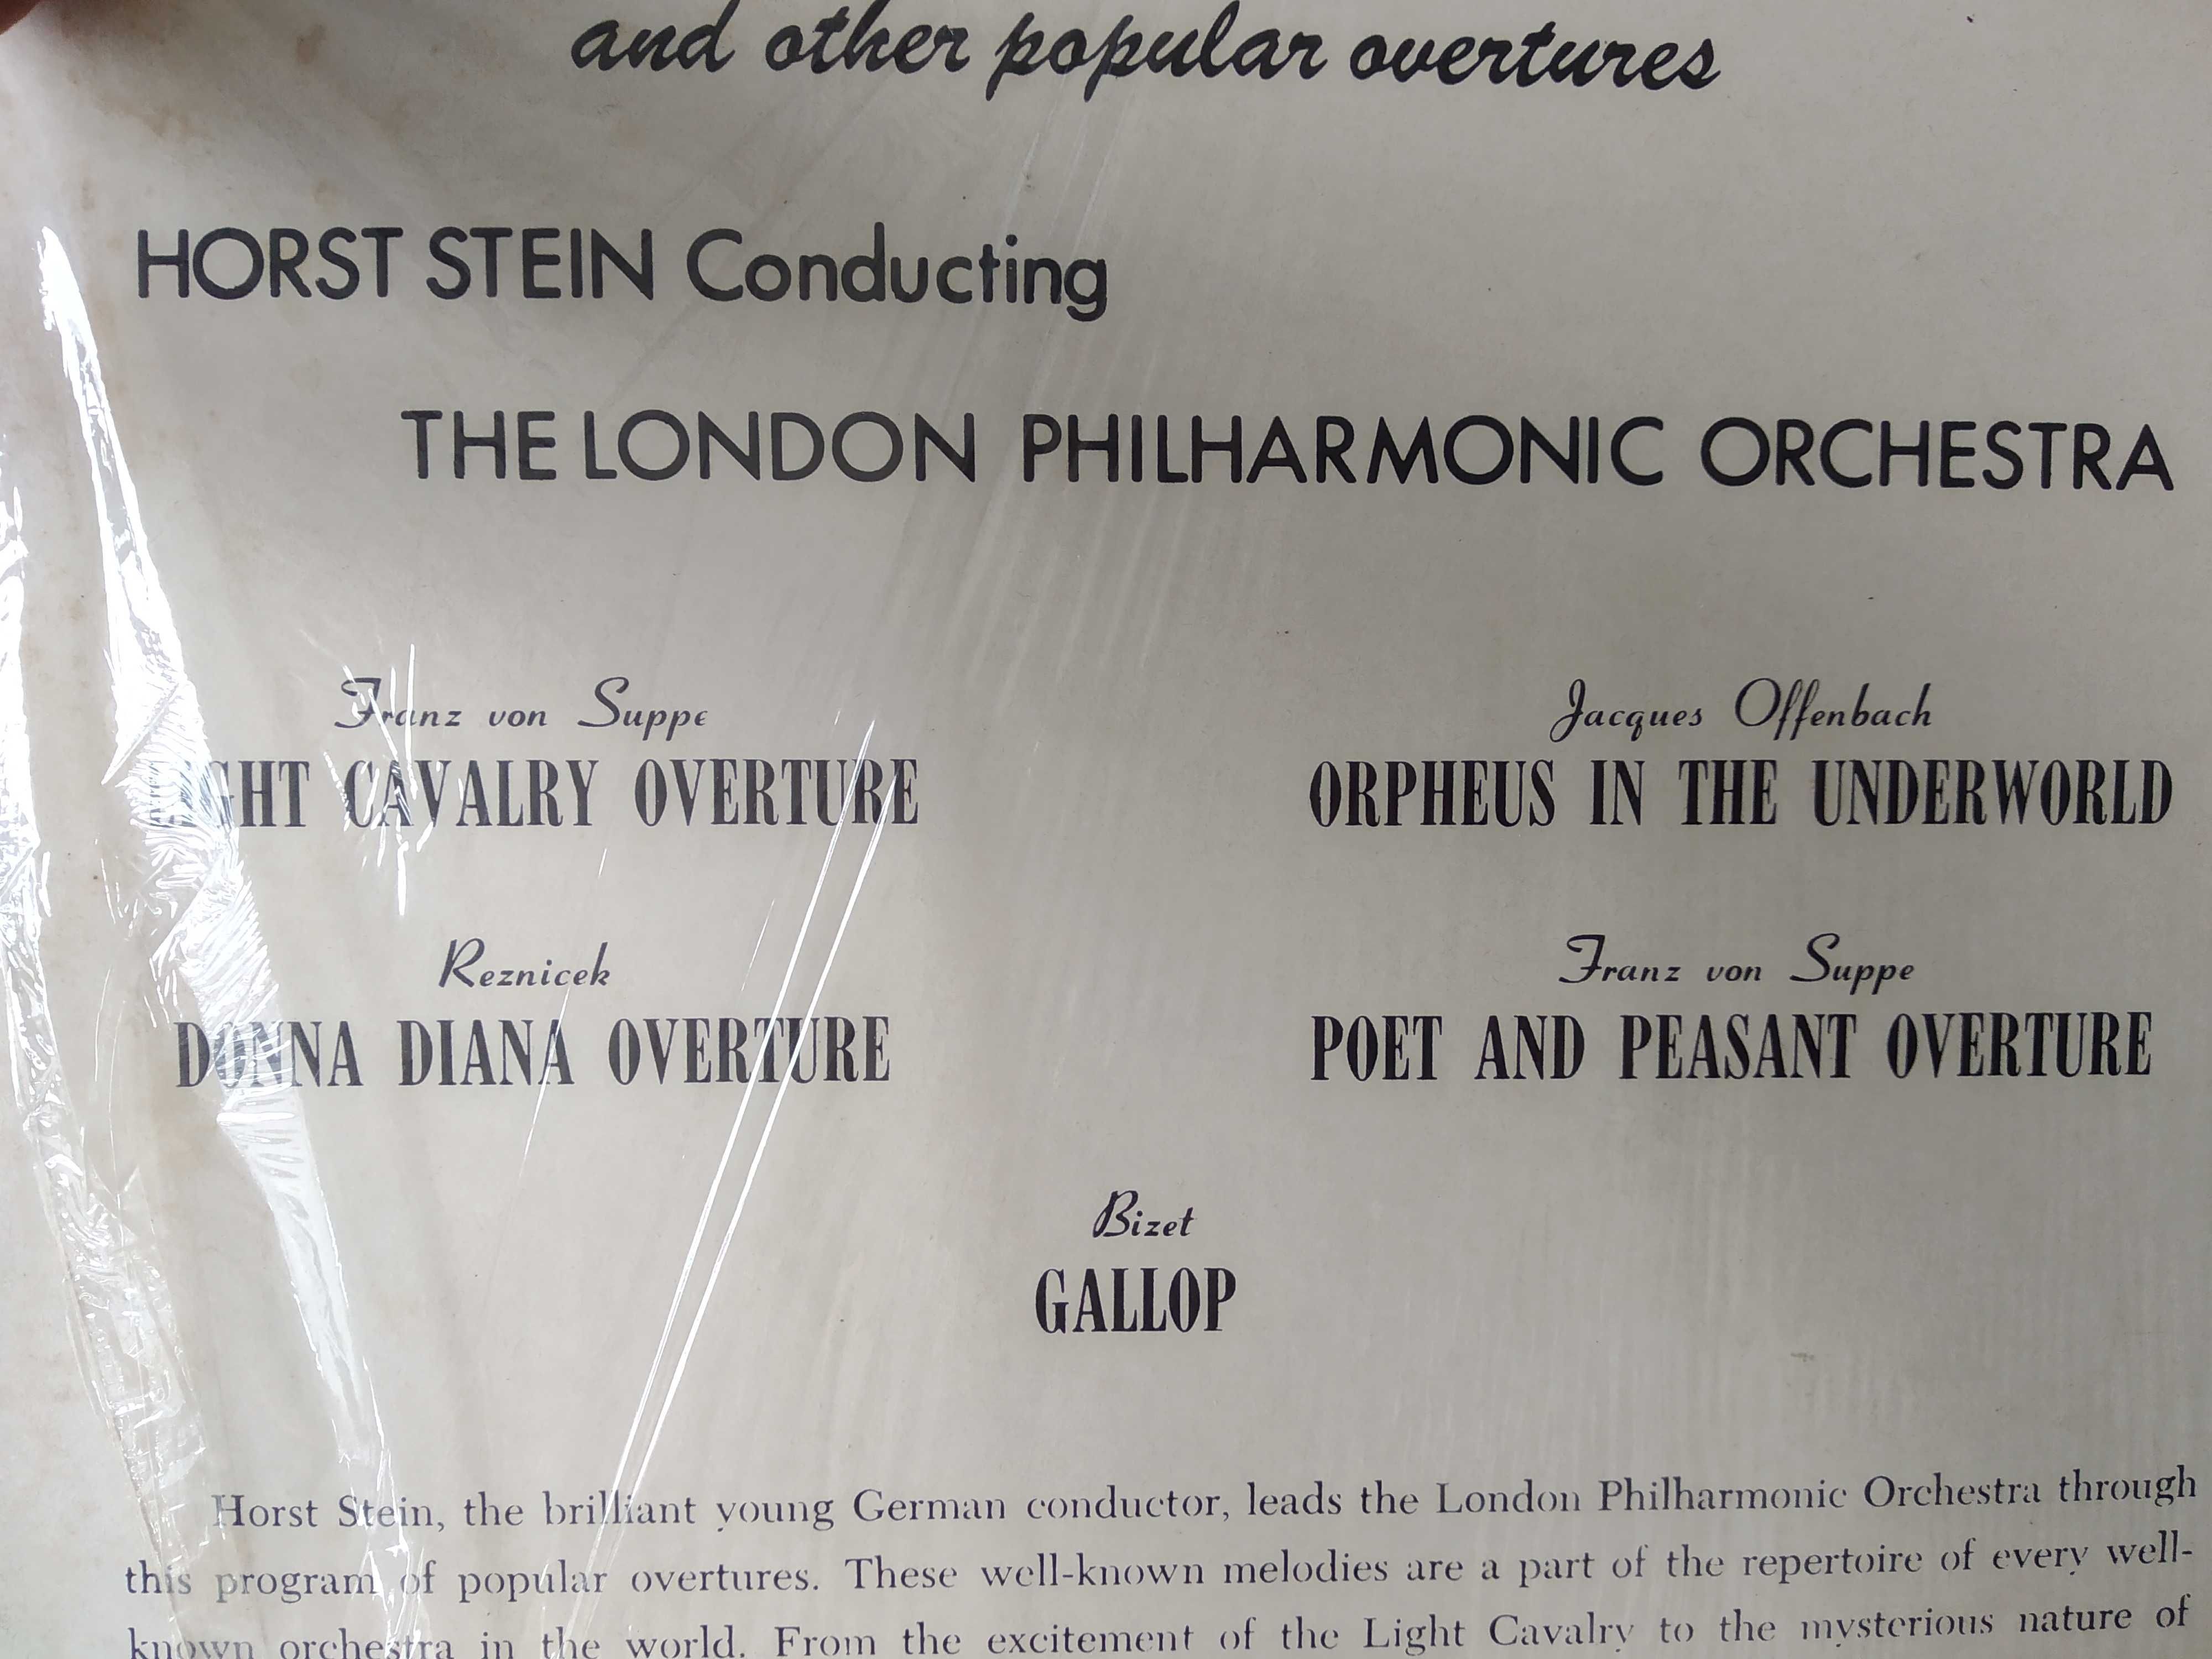 and other popular overtures
HORST STEIN Conducting
THE LONDON PHILHARMONIC ORCHESTRA
Franz von Suppe
LIGHT CAVALRY OVERTURE
Jacques Offenbach
ORPHEUS IN THE UNDERWORLD
Reznicek
DONNA DIANA OVERTURE
Franz von Suppe
POET AND PEASANT OVERTURE
Bizet
GALLOP
Horst Stein, the brilliant young German conductor, leads the London Philharmonic Orchestra through
this program of popular overtures. These well-known melodies are a part of the repertoire of every well-
known orchestra in the world. From the excitement of the Light Cavalry to the mysterious nature of